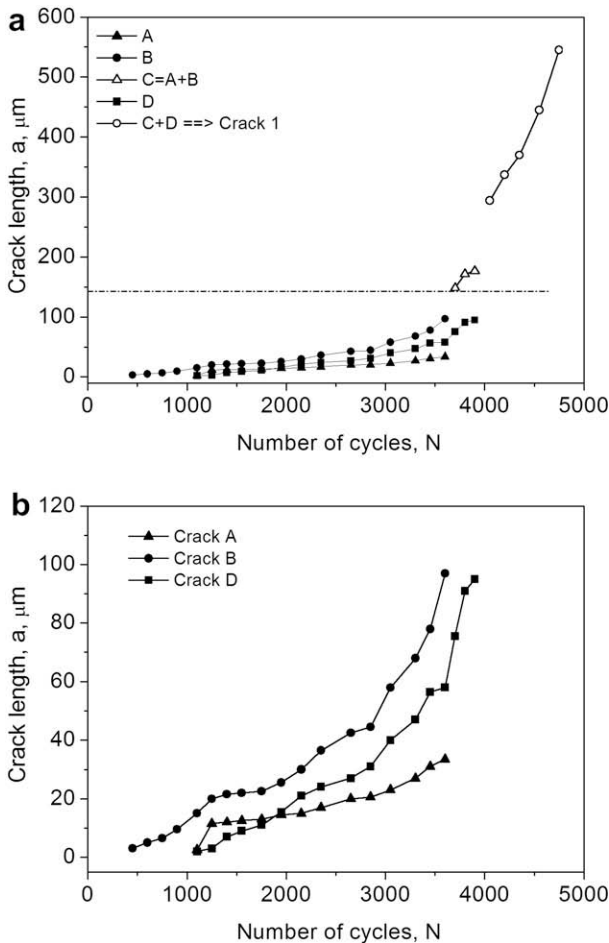 a
600
500
400
300
200
100
0
Crack length, a, μm
A
B
C=A+B
D
C+D ==> Crack 1
0 1000 2000 3000 4000 5000
Number of cycles, N
b
120
100
80
60
40
20
0
Crack length, a, μm
Crack A
Crack B
Crack D
0 1000 2000 3000 4000 5000
Number of cycles, N